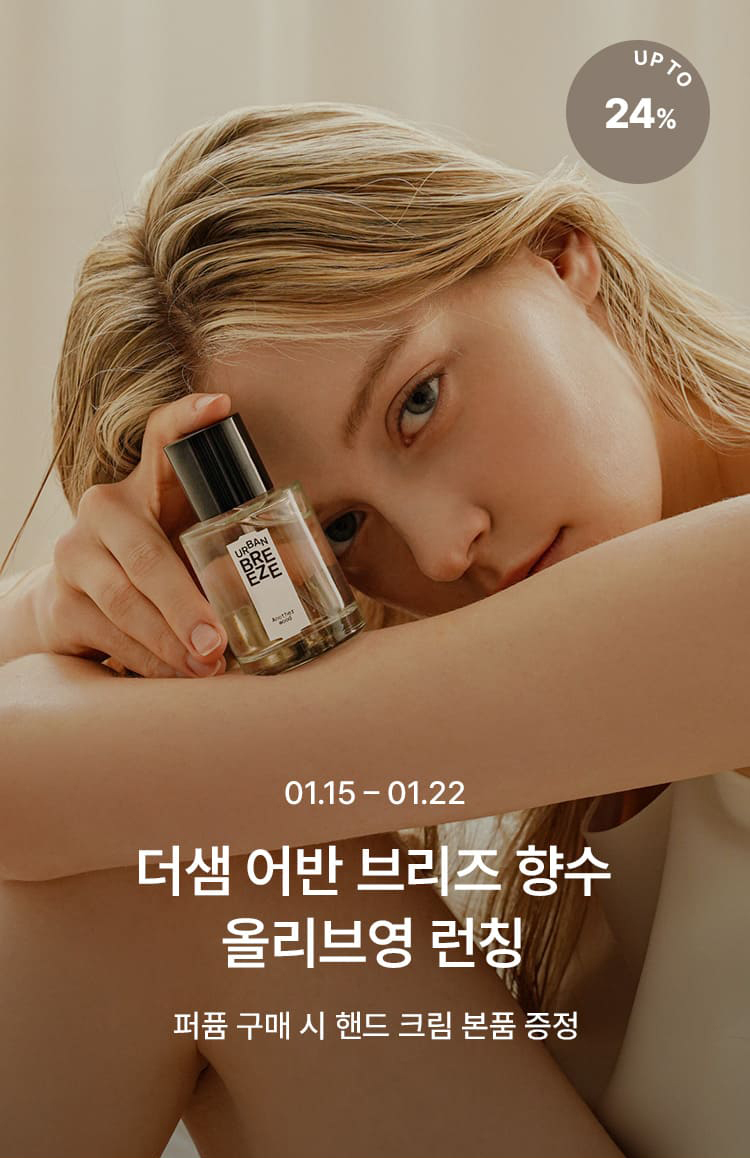 UP TO
24%
URBAN
BRE
EZE
Another
wood
01.15 – 01.22
더샘 어반 브리즈 향수
올리브영 런칭
퍼퓸 구매 시 핸드 크림 본품 증정